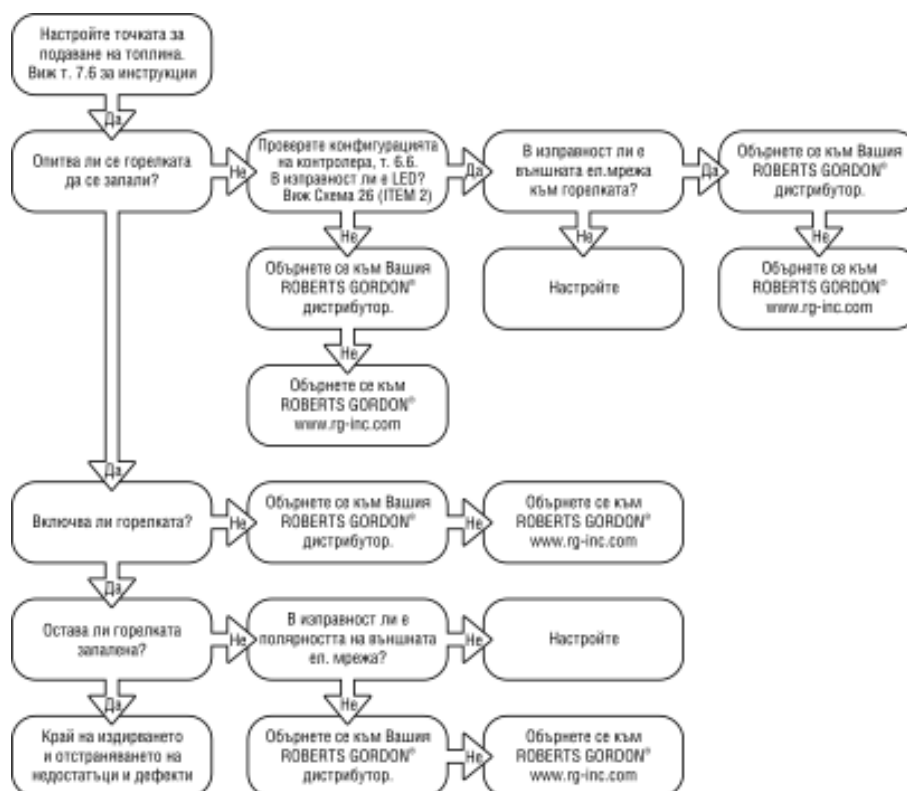 Настройте точката за
подаване на топлина.
Виж т. 7.6 за инструкции
Да
Опитва ли се горелката
да се запали?
Не
Проверете конфигурацията
на контролера, т. 6.6.
В изправност ли е LED?
Виж Схема 26 (ITEM 2)
Да
В изправност ли е
външната ел.мрежа
към горелката?
Да
Обърнете се към Вашия
ROBERTS GORDON®
дистрибутор.
Не
Обърнете се към Вашия
ROBERTS GORDON®
дистрибутор.
Не
Настройте
Не
Обърнете се към
ROBERTS GORDON®
www.rg-inc.com
Не
Обърнете се към
ROBERTS GORDON®
www.rg-inc.com
Да
Включва ли горелката?
Не
Обърнете се към Вашия
ROBERTS GORDON®
дистрибутор.
Не
Обърнете се към
ROBERTS GORDON®
www.rg-inc.com
Да
Остава ли горелката
запалена?
Не
В изправност ли е
полярността на външната
ел. мрежа?
Не
Настройте
Да
Край на издирването
и отстраняването на
недостатъци и дефекти
Не
Обърнете се към Вашия
ROBERTS GORDON®
дистрибутор.
Не
Обърнете се към
ROBERTS GORDON®
www.rg-inc.com